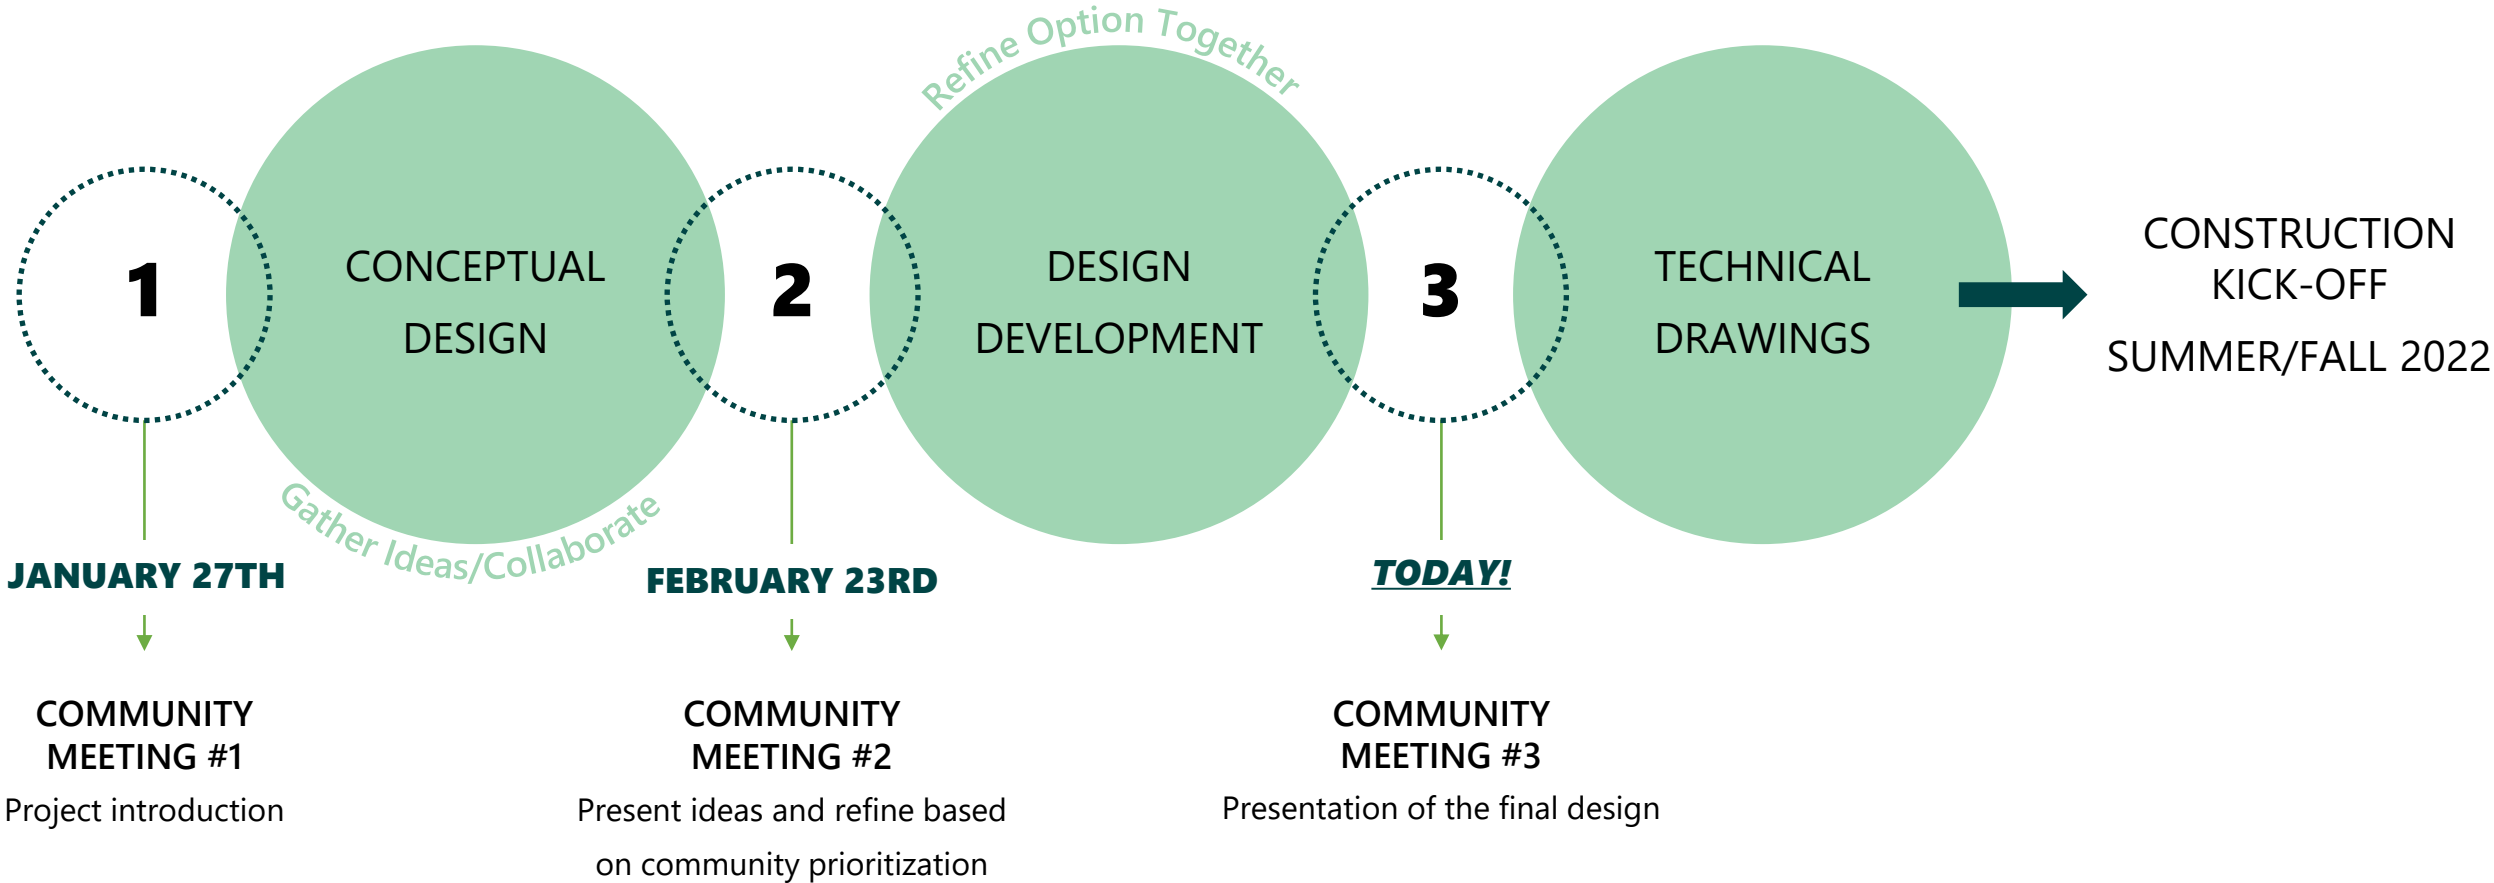 Refine Option Together
1
CONCEPTUAL
DESIGN
2
DESIGN
DEVELOPMENT
3
TECHNICAL
DRAWINGS
CONSTRUCTION
KICK-OFF
SUMMER/FALL 2022
Gather Ideas/Collaborate
JANUARY 27TH
FEBRUARY 23RD
TODAY!
COMMUNITY
MEETING #1
Project introduction
COMMUNITY
MEETING #2
Present ideas and refine based
on community prioritization
COMMUNITY
MEETING #3
Presentation of the final design